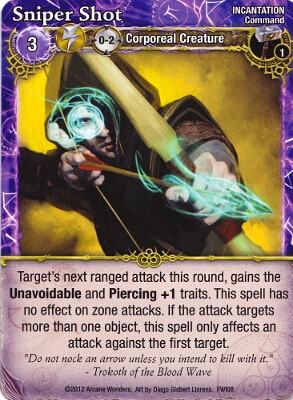 Sniper Shot
INCANTATION
Command
3
0-2
Corporeal Creature
1
Target's next ranged attack this round, gains the
Unavoidable and Piercing +1 traits. This spell has
no effect on zone attacks. If the attack targets
more than one object, this spell only affects an
attack against the first target.
"Do not nock an arrow unless you intend to kill with it."
- Trokoth of the Blood Wave
©2012 Arcane Wonders. Art by Diego Gisbert Llorens. FWI08